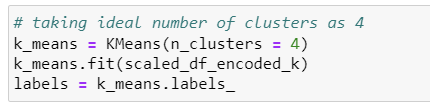 # taking ideal number of clusters as 4
k_means = KMeans(n_clusters = 4)
k_means.fit(scaled_df_encoded_k)
labels = k_means.labels_